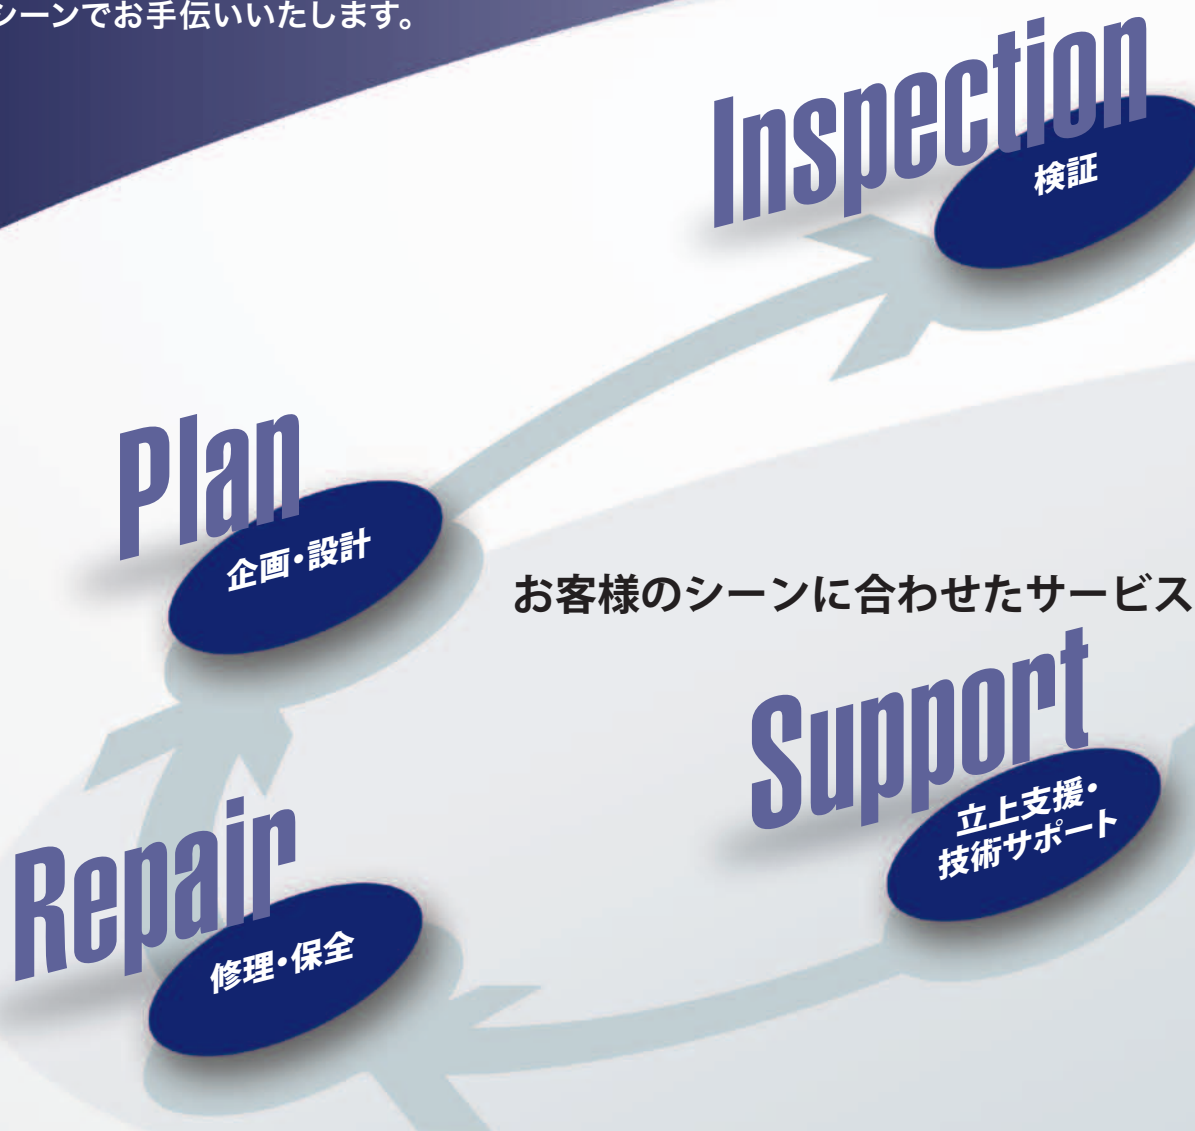 シーンでお手伝いいたします。
Inspection
検証
Plan
企画・設計
お客様のシーンに合わせたサービス
Support
立上支援・
技術サポート
Repair
修理・保全